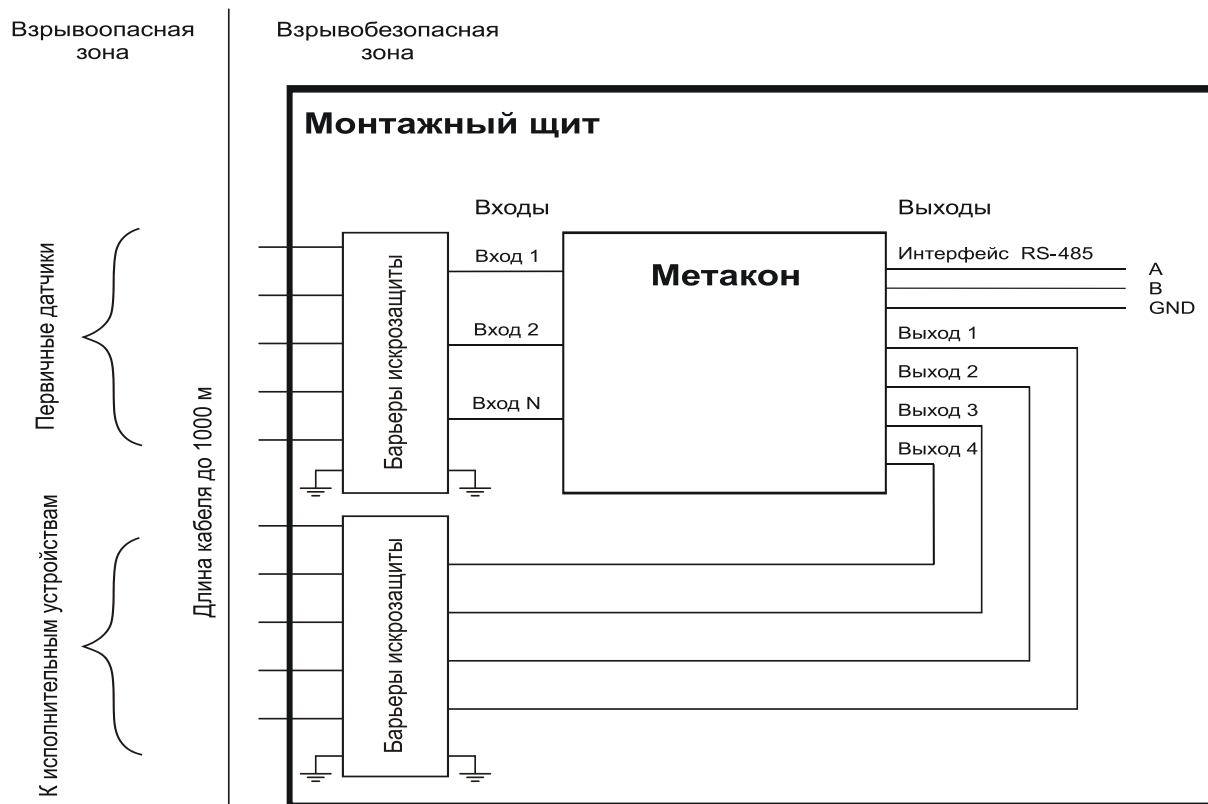 Взрывоопасная
зона
Взрывобезопасная
зона
Монтажный щит
Входы
Выходы
Первичные датчики
Барьеры искрозащиты
Вход 1
Вход 2
Вход N
Метакон
Интерфейс RS-485
A
B
GND
Выход 1
Выход 2
Выход 3
Выход 4
Длина кабеля до 1000 м
К исполнительным устройствам
Барьеры искрозащиты